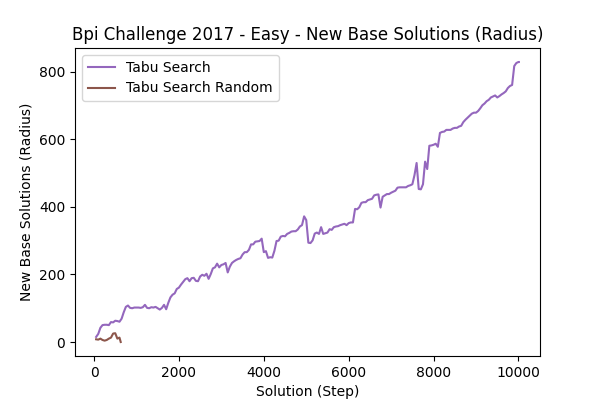 Bpi Challenge 2017 - Easy - New Base Solutions (Radius)
Tabu Search
Tabu Search Random
New Base Solutions (Radius)
800
600
400
200
0
0 2000 4000 6000 8000 10000
Solution (Step)